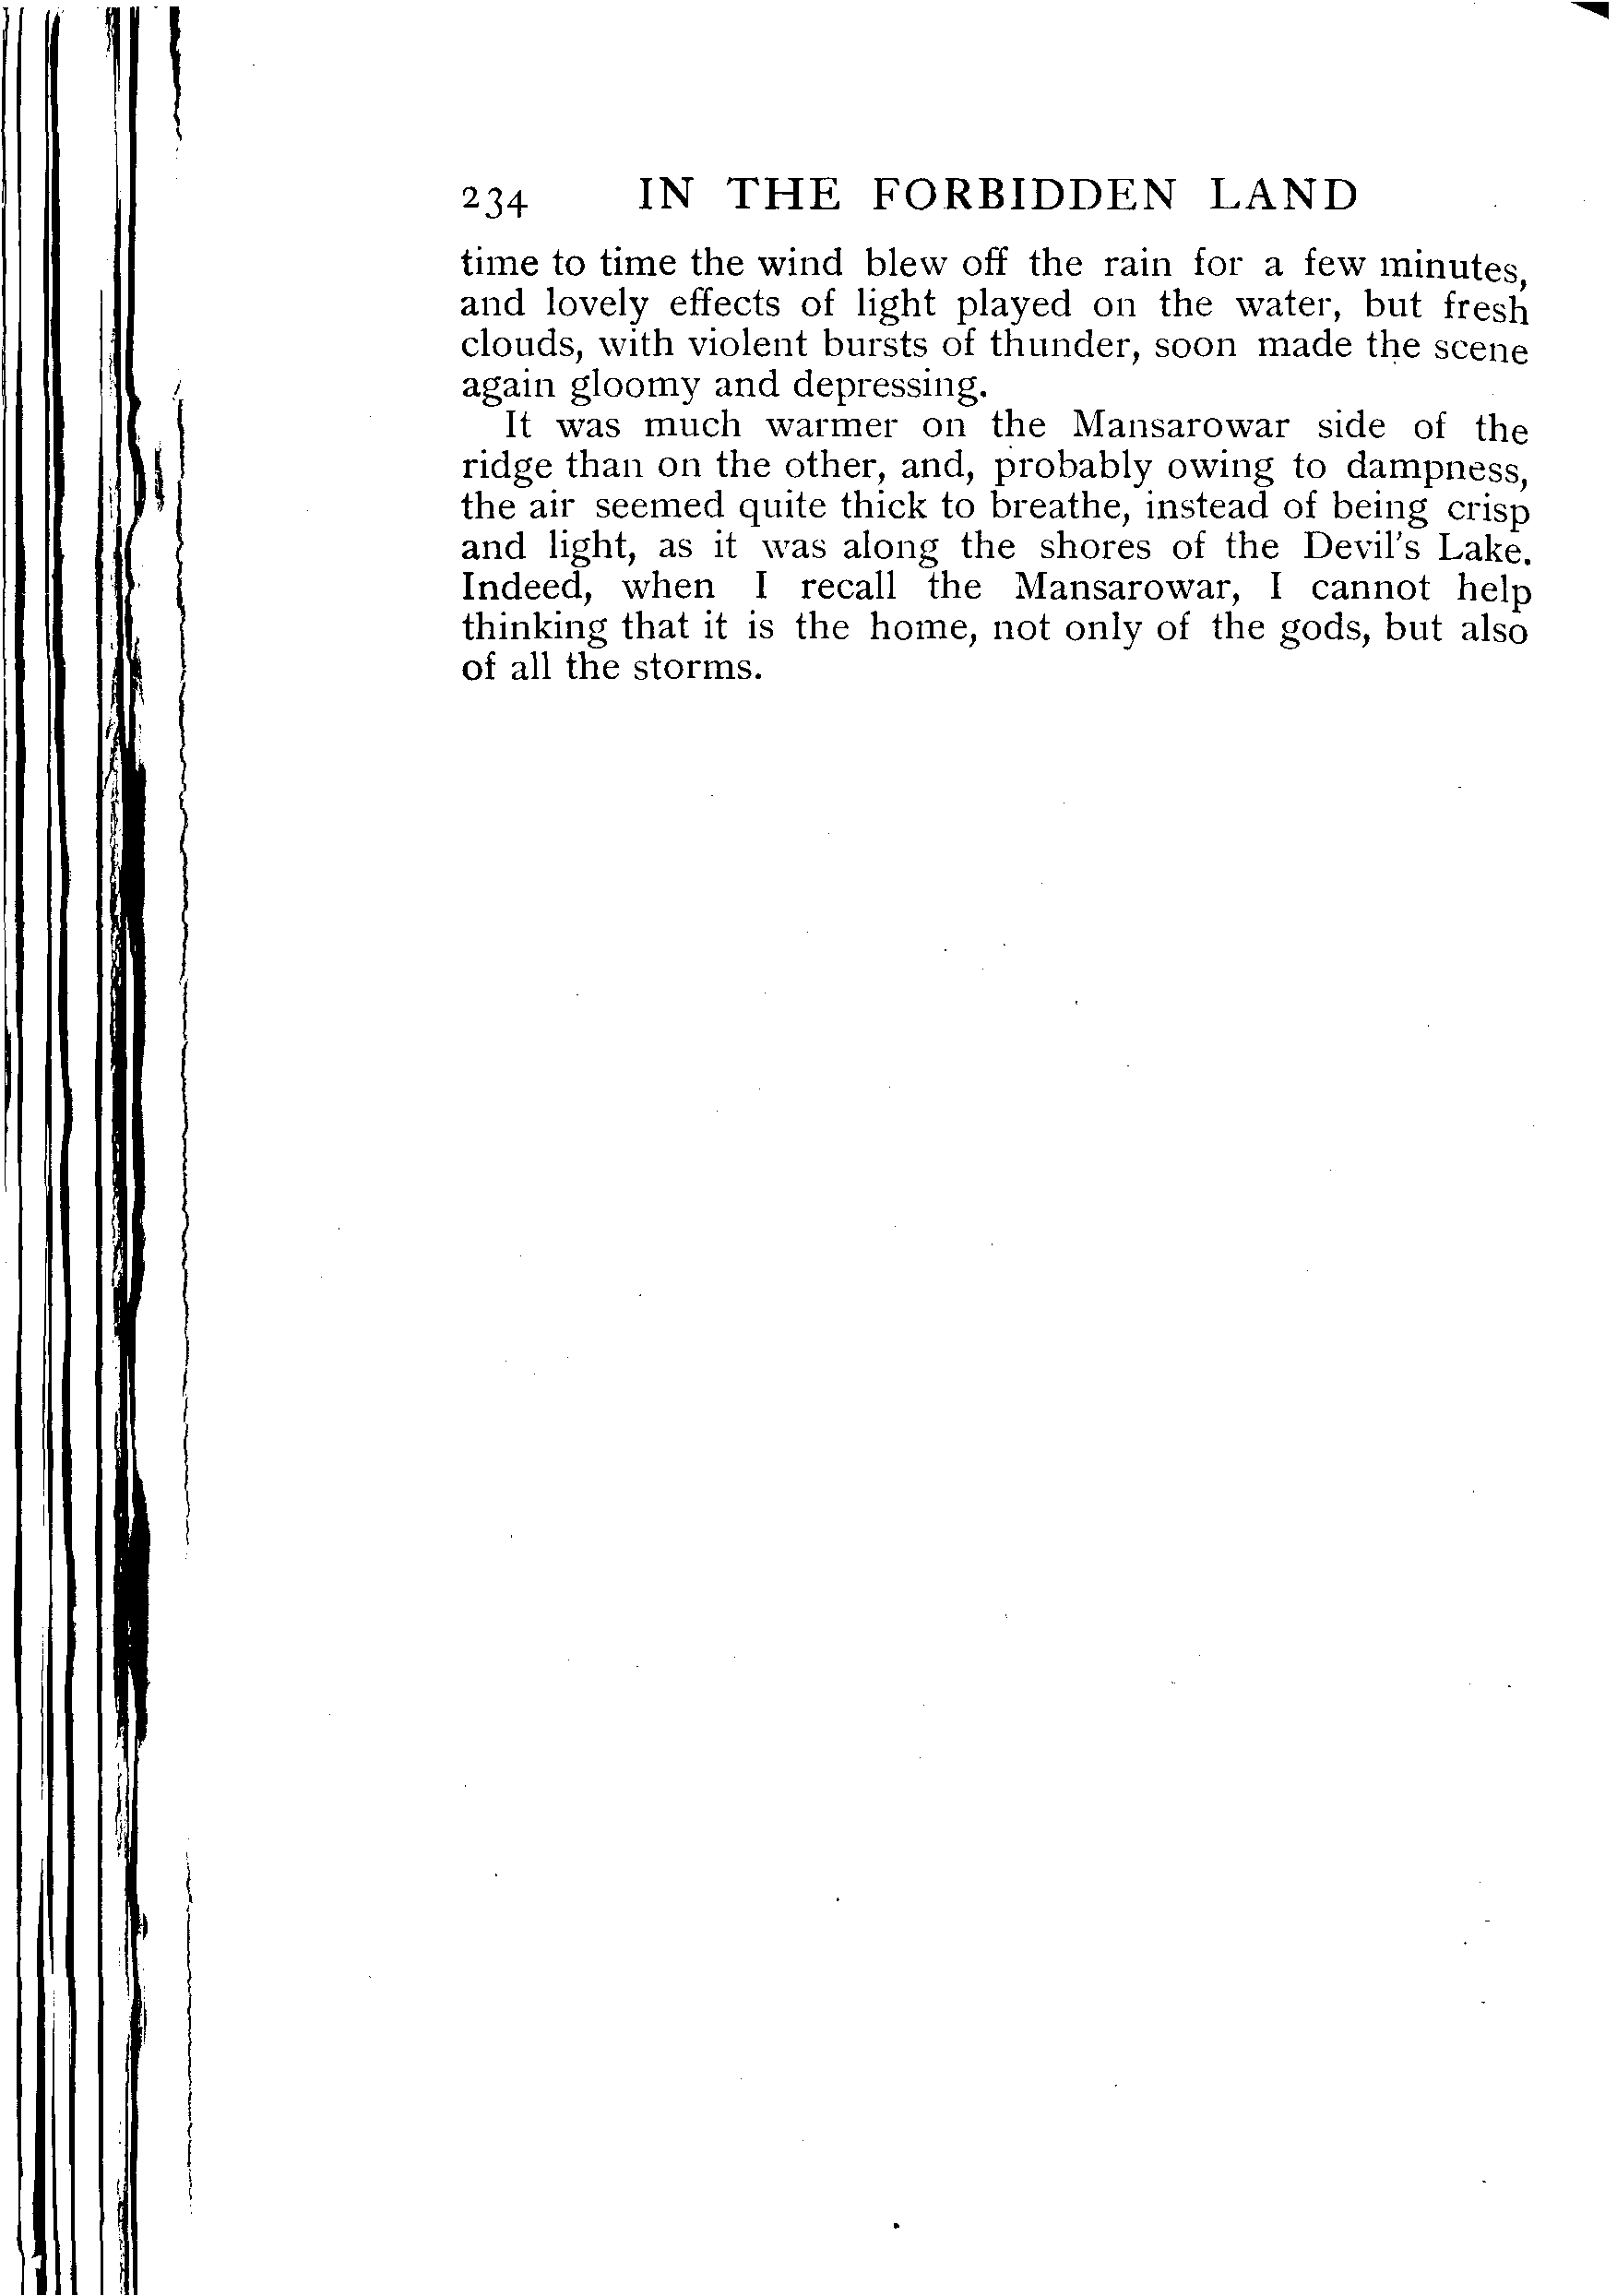 234 IN THE FORBIDDEN LAND
time to time the wind blew off the rain for a few minutes,
and lovely effects of light played on the water, but fresh
clouds, with violent bursts of thunder, soon made the scene
again gloomy and depressing.
It was much warmer on the Mansarowar side of the
ridge than on the other, and, probably owing to dampness,
the air seemed quite thick to breathe, instead of being crisp
and light, as it was along the shores of the Devil's Lake.
Indeed, when I recall the Mansarowar, I cannot help
thinking that it is the home, not only of the gods, but also
of all the storms.